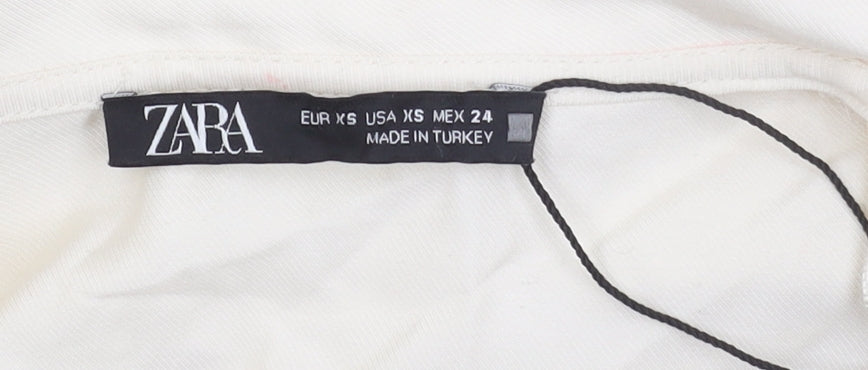 ZARA
EUR XS USA XS MEX 24
MADE IN TURKEY